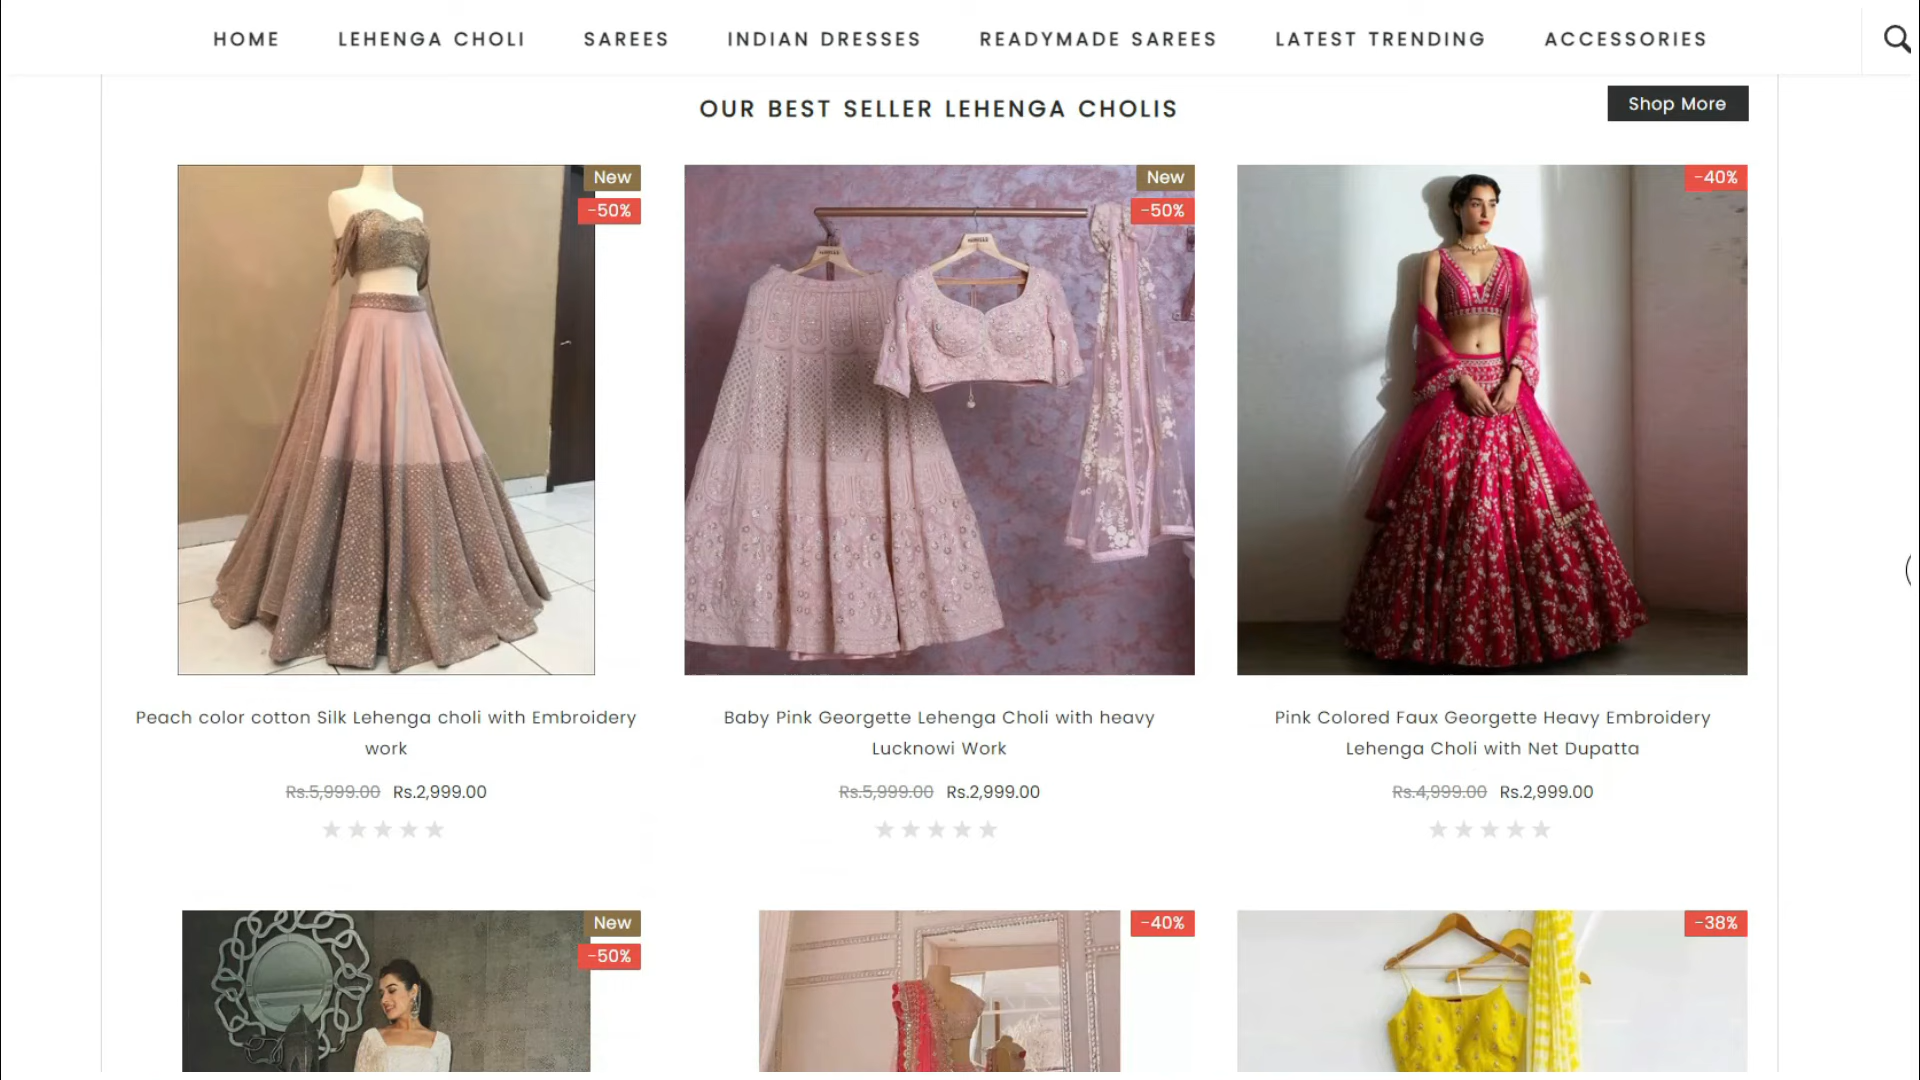 HOME LEHENGA CHOLI SAREES INDIAN DRESSES READYMADE SAREES LATEST TRENDING ACCESSORIES
OUR BEST SELLER LEHENGA CHOLIS
Shop More
New
-50%
New
-50%
-40%
Peach color cotton Silk Lehenga choli with Embroidery
work
Rs.5,999.00 Rs.2,999.00
Baby Pink Georgette Lehenga Choli with heavy
Lucknowi Work
Rs.5,999.00 Rs.2,999.00
Pink Colored Faux Georgette Heavy Embroidery
Lehenga Choli with Net Dupatta
Rs.4,999.00 Rs.2,999.00
New
-50%
-40%
-38%